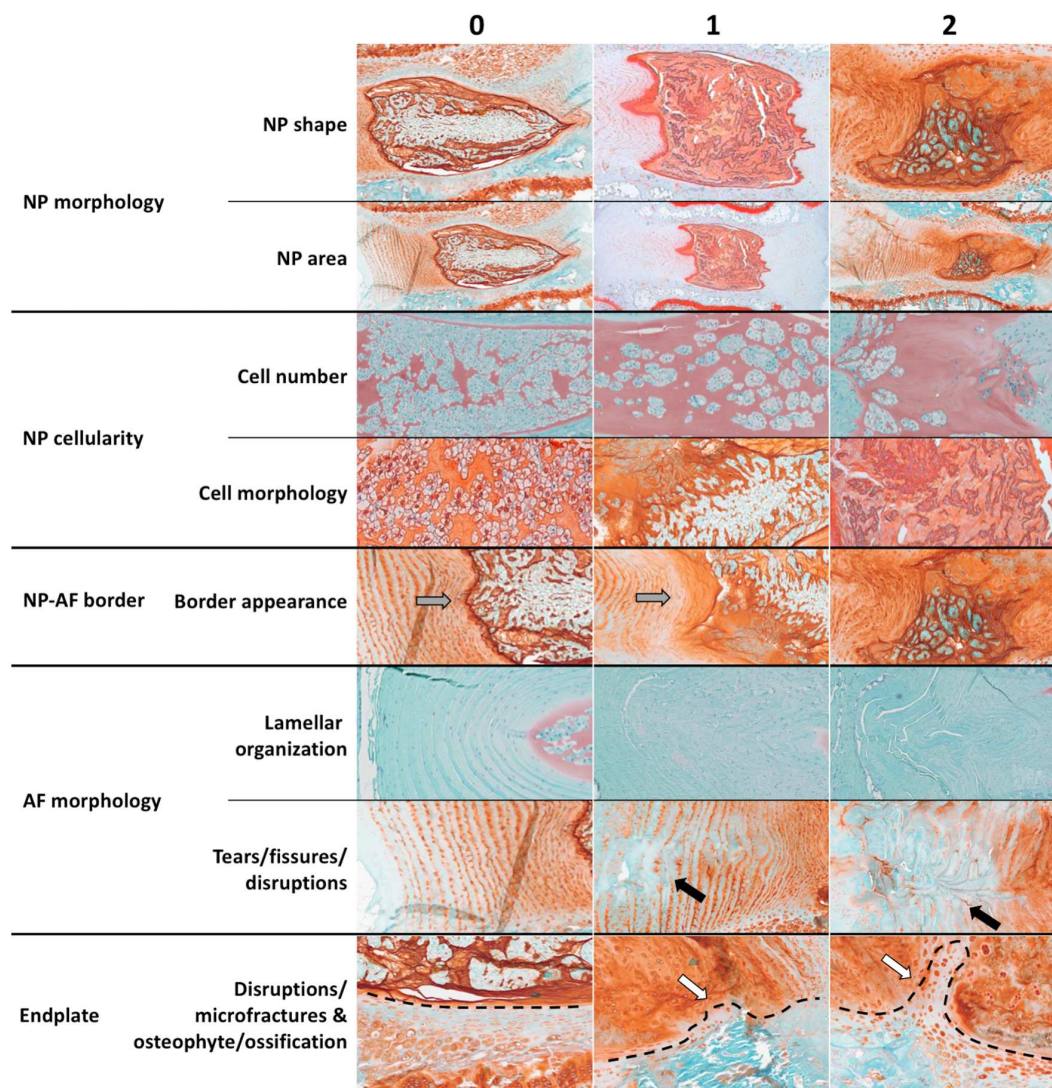 0 1 2
NP shape
NP morphology
NP area
Cell number
NP cellularity
Cell morphology
NP-AF border Border appearance
Lamellar
organization
AF morphology
Tears/fissures/
disruptions
Disruptions/
Endplate microfractures &
osteophyte/ossification